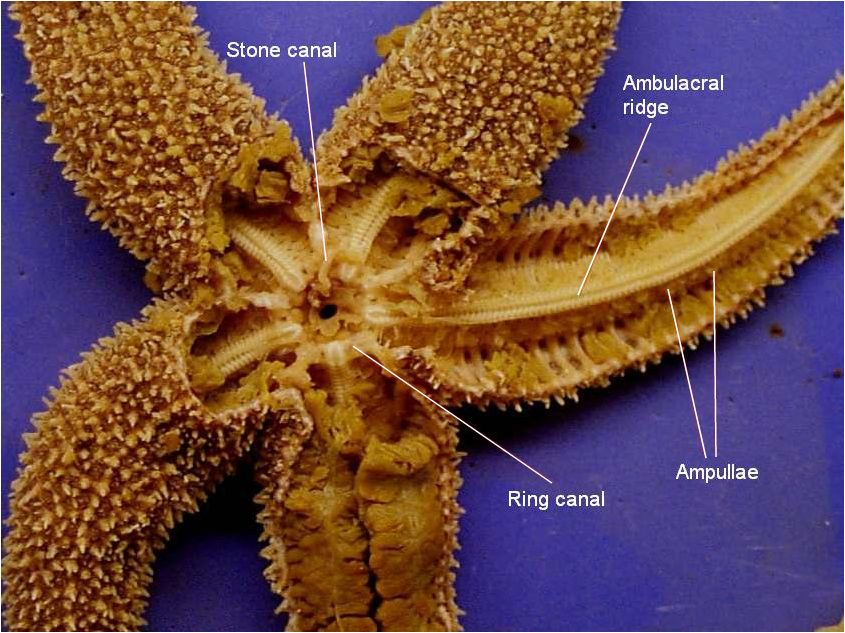 Stone canal
Ambulacral
ridge
Ampullae
Ring canal